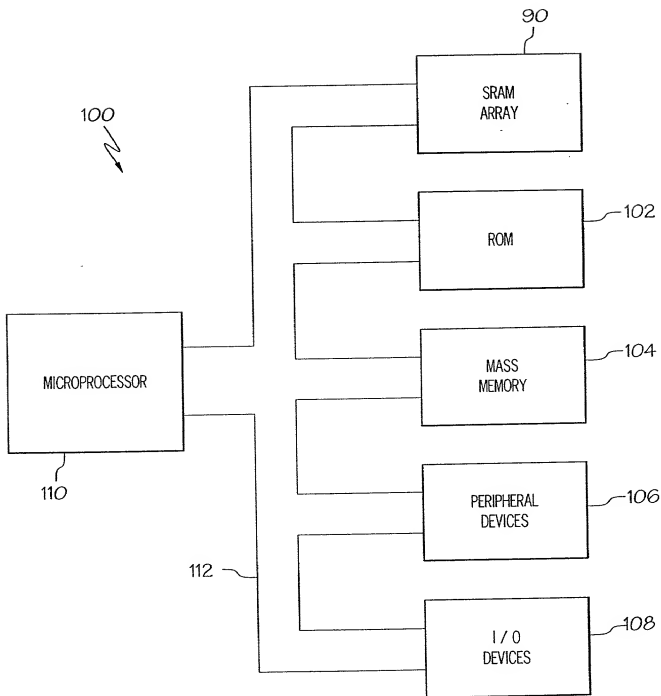 90
SRAM
ARRAY
100
102
ROM
104
MASS
MEMORY
MICROPROCESSOR
110
106
PERIPHERAL
DEVICES
112
108
I/O
DEVICES